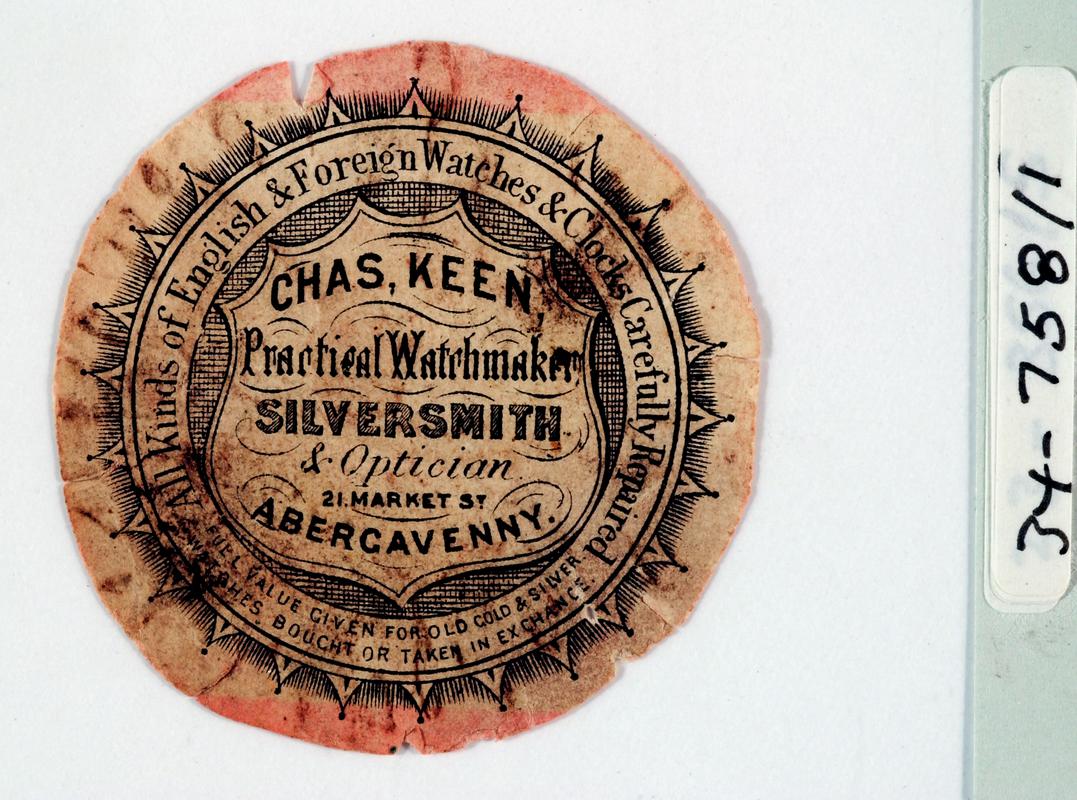 All Kinds of English & Foreign Watches & Clocks Carefully Repaired
CHAS, KEEN,
Practical Watchmaker
SILVERSMITH
& Optician
21. MARKET ST
ABERGAVENNY.
FULL VALUE GIVEN FOR OLD GOLD & SILVER.
WATCHES BOUGHT OR TAKEN IN EXCHANGE.
34-758/1